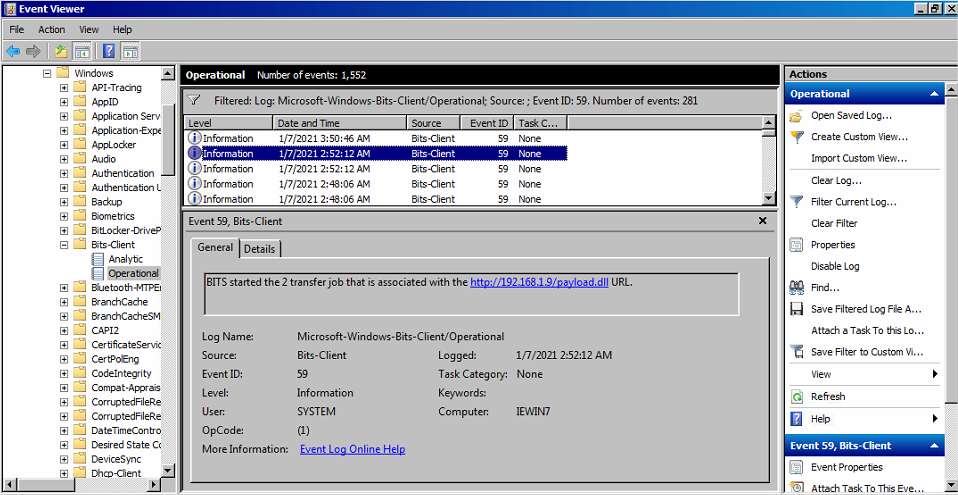 Event Viewer
File Action View Help
Windows
API-Tracing
AppID
Application Serv
Application-Expe
AppLocker
Audio
Authentication
Authentication U
Backup
Biometrics
BitLocker-DriveP
Bits-Client
Analytic
Operational
Bluetooth-MTPEn
BranchCache
BranchCacheSM
CAPI2
CertificateServic
CertPolEng
CodeIntegrity
Compat-Appraise
CorruptedFileRe
CorruptedFileRe
DateTimeContro
Desired State Co
DeviceSync
Dhcp-Client
Operational Number of events: 1,552
Filtered: Log: Microsoft-Windows-Bits-Client/Operational; Source: ; Event ID: 59. Number of events: 281
Level Date and Time Source Event ID Task C...
Information 1/7/2021 3:50:46 AM Bits-Client 59 None
Information 1/7/2021 2:52:12 AM Bits-Client 59 None
Information 1/7/2021 2:52:12 AM Bits-Client 59 None
Information 1/7/2021 2:48:06 AM Bits-Client 59 None
Information 1/7/2021 2:48:06 AM Bits-Client 59 None
Event 59, Bits-Client
General Details
BITS started the 2 transfer job that is associated with the http://192.168.1.9/payload.dll URL.
Log Name: Microsoft-Windows-Bits-Client/Operational
Source: Bits-Client Logged: 1/7/2021 2:52:12 AM
Event ID: 59 Task Category: None
Level: Information Keywords:
User: SYSTEM Computer: IEWIN7
OpCode: (1)
More Information: Event Log Online Help
Actions
Operational
Open Saved Log...
Create Custom View...
Import Custom View...
Clear Log...
Filter Current Log...
Clear Filter
Properties
Disable Log
Find...
Save Filtered Log File A...
Attach a Task To this Lo...
Save Filter to Custom Vi...
View
Refresh
Help
Event 59, Bits-Client
Event Properties
Attach Task To This Eve...